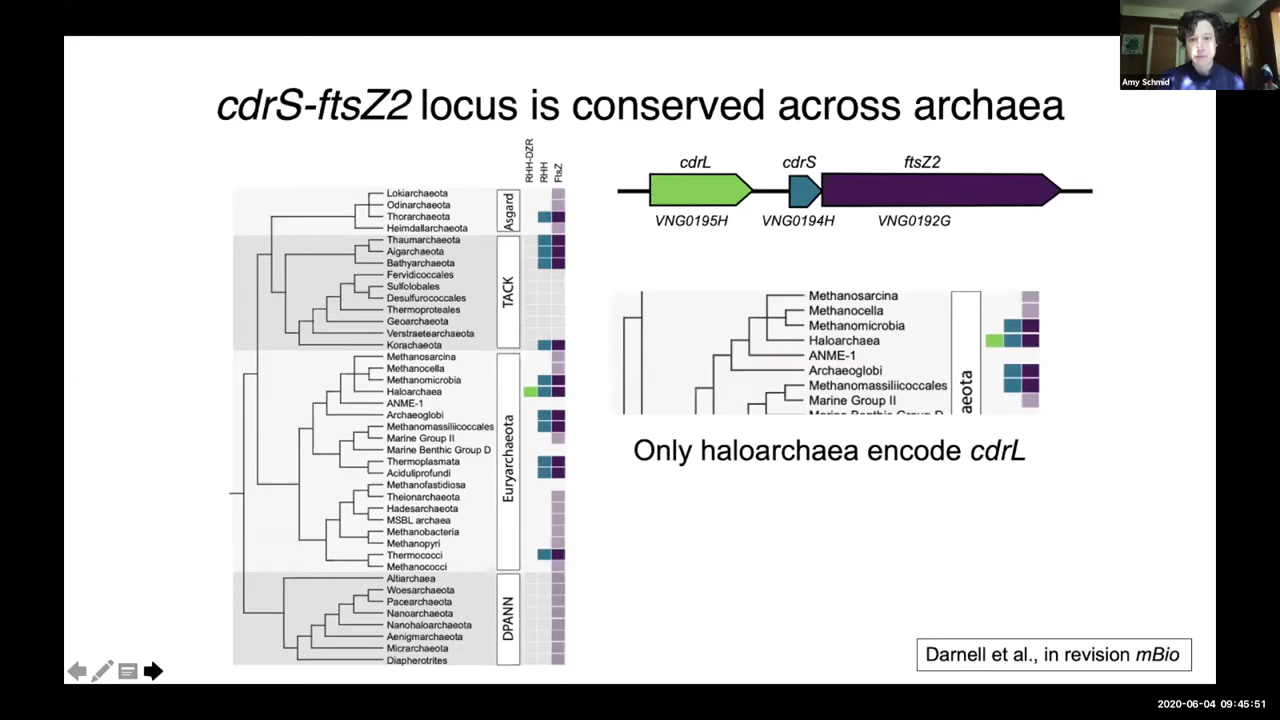 Amy Schmid
cdrS-ftsZ2 locus is conserved across archaea
RHH-DZR
RHH
FtsZ
Lokiarchaeota
Odinarchaeota
Thorarchaeota
Heimdallarchaeota
Asgard
Thaumarchaeota
Aigarchaeota
Bathyarchaeota
Fervidicoccales
Sulfolobales
Desulfurococcales
Thermoproteales
Geoarchaeota
Verstraetearchaeota
Korachaeota
TACK
Methanosarcina
Methanocella
Methanomicrobia
Haloarchaea
ANME-1
Archaeoglobi
Methanomassiliicoccales
Marine Group II
Marine Benthic Group D
Thermoplasmata
Aciduliprofundi
Methanofastidiosa
Theionarchaeota
Hadesarchaeota
MSBL archaea
Methanobacteria
Methanopyri
Thermococci
Methanococci
Euryarchaeota
Altiarchaea
Woesarchaeota
Pacearchaeota
Nanoarchaeota
Nanohaloarchaeota
Aenigmarchaeota
Micrarchaeota
Diapherotrites
DPANN
cdrL cdrS ftsZ2
VNG0195H VNG0194H VNG0192G
Methanosarcina
Methanocella
Methanomicrobia
Haloarchaea
ANME-1
Archaeoglobi
Methanomassiliicoccales
Marine Group II
Marine Benthic Group D
aeota
Only haloarchaea encode cdrL
Darnell et al., in revision mBio
2020-06-04 09:45:51